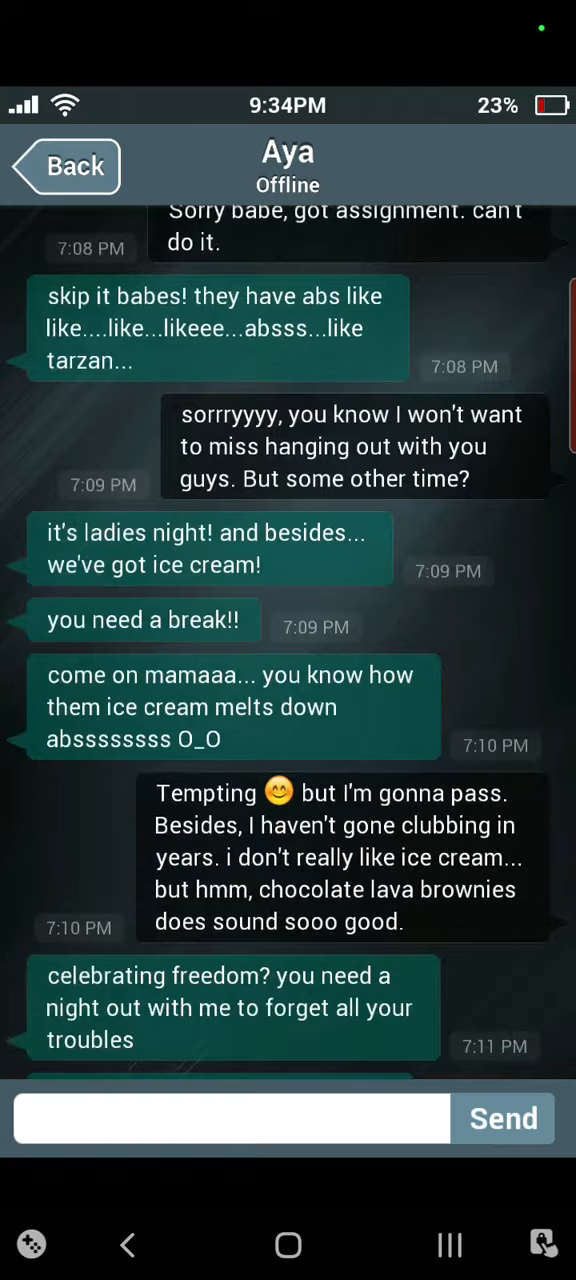 9:34PM
23%
Back
Aya
Offline
Sorry babe, got assignment. can't
do it.
7:08 PM
skip it babes! they have abs like
like....like...likeee...absss...like
tarzan...
7:08 PM
sorrryyyy, you know I won't want
to miss hanging out with you
guys. But some other time?
7:09 PM
it's ladies night! and besides...
we've got ice cream!
7:09 PM
you need a break!!
7:09 PM
come on mamaaa... you know how
them ice cream melts down
abssssssss O_O
7:10 PM
Tempting 😊 but I'm gonna pass.
Besides, I haven't gone clubbing in
years. i don't really like ice cream...
but hmm, chocolate lava brownies
does sound sooo good.
7:10 PM
celebrating freedom? you need a
night out with me to forget all your
troubles
7:11 PM
Send